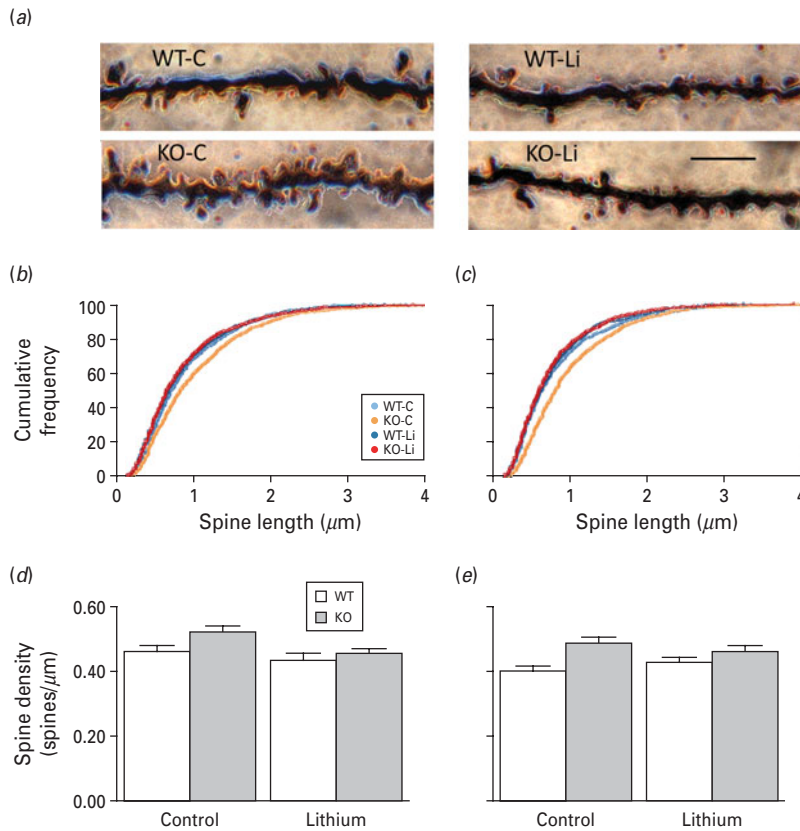 (a)
WT-C
WT-Li
KO-C
KO-Li
(b)
(c)
Cumulative
frequency
100
80
60
40
20
0
WT-C
KO-C
WT-Li
KO-Li
0 1 2 3 4
0 1 2 3 4
Spine length (μm)
Spine length (μm)
(d)
(e)
WT
KO
Spine density
(spines/μm)
0.60
0.40
0.20
0.00
Control Lithium
Control Lithium